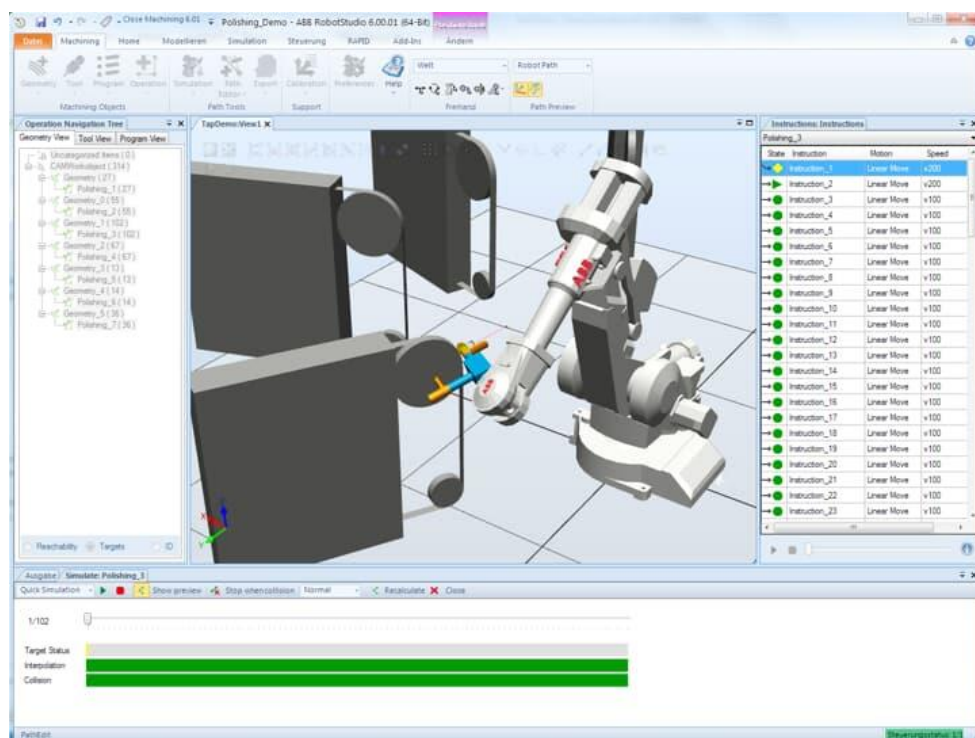 Close Machining 6.01
Polishing_Demo - ABB RobotStudio 6.00.01 (64-Bit)
Datei Machining Home Modellieren Simulation Steuerung RAPID Add-Ins Ändern
Geometry Tool Program Operation Simulation Path Editor Export Calibration Preferences Help
Welt Robot Path
Machining Objects Path Tools Support Freehand Path Preview
Operation Navigation Tree
Geometry View Tool View Program View
Uncategorized Items ( 0 )
CAMWorkobject ( 314 )
Geometry ( 27 )
Polishing_1 ( 27 )
Geometry_0 ( 55 )
Polishing_2 ( 55 )
Geometry_1 ( 102 )
Polishing_3 ( 102 )
Geometry_2 ( 67 )
Polishing_4 ( 67 )
Geometry_3 ( 13 )
Polishing_5 ( 13 )
Geometry_4 ( 14 )
Polishing_6 ( 14 )
Geometry_5 ( 36 )
Polishing_7 ( 36 )
Reachability Targets ID
TapDemo:View1
ABB
ABB
Instructions: Instructions
Polishing_3
State Instruction Motion Speed
Instruction_1 Linear Move v200
Instruction_2 Linear Move v200
Instruction_3 Linear Move v100
Instruction_4 Linear Move v100
Instruction_5 Linear Move v100
Instruction_6 Linear Move v100
Instruction_7 Linear Move v100
Instruction_8 Linear Move v100
Instruction_9 Linear Move v100
Instruction_10 Linear Move v100
Instruction_11 Linear Move v100
Instruction_12 Linear Move v100
Instruction_13 Linear Move v100
Instruction_14 Linear Move v100
Instruction_15 Linear Move v100
Instruction_16 Linear Move v100
Instruction_17 Linear Move v100
Instruction_18 Linear Move v100
Instruction_19 Linear Move v100
Instruction_20 Linear Move v100
Instruction_21 Linear Move v100
Instruction_22 Linear Move v100
Instruction_23 Linear Move v100
Ausgabe Simulate: Polishing_3
Quick Simulation Show preview Stop when collision Normal Recalculate Close
1/102
Target Status
Interpolation
Collision
PathEdit
Steuerungsstatus: 1/1